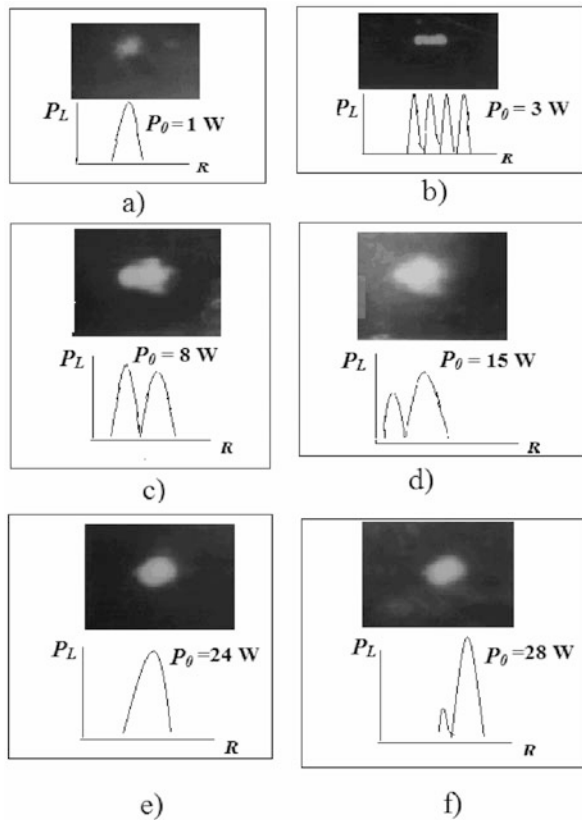 P_L
P_0 = 1 W
R
a)
P_L
P_0 = 3 W
R
b)
P_L
P_0 = 8 W
R
c)
P_L
P_0 = 15 W
R
d)
P_L
P_0 =24 W
R
e)
P_L
P_0 =28 W
R
f)